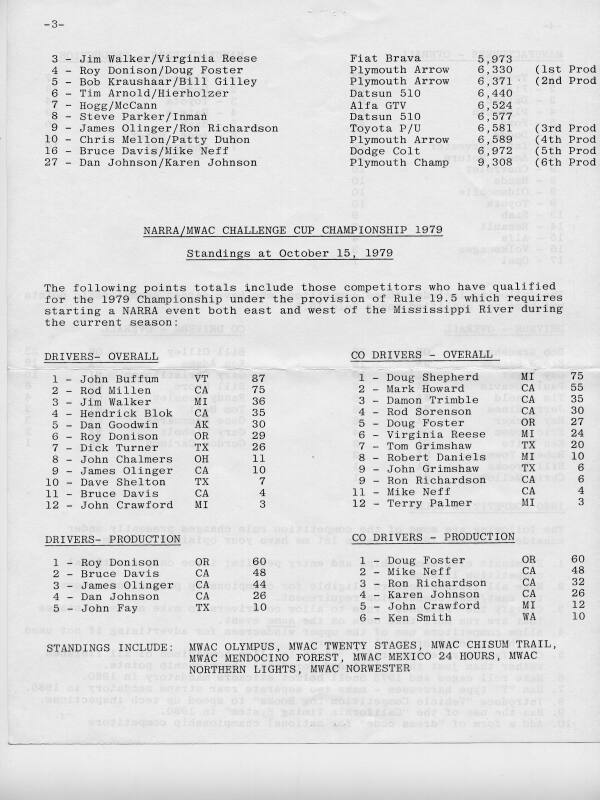 -3-
3 - Jim Walker/Virginia Reese Fiat Brava 5,973
4 - Roy Donison/Doug Foster Plymouth Arrow 6,330 (1st Prod
5 - Bob Kraushaar/Bill Gilley Plymouth Arrow 6,371 (2nd Prod
6 - Tim Arnold/Hierholzer Datsun 510 6,440
7 - Hogg/McCann Alfa GTV 6,524
8 - Steve Parker/Inman Datsun 510 6,577
9 - James Olinger/Ron Richardson Toyota P/U 6,581 (3rd Prod
10 - Chris Mellon/Patty Duhon Plymouth Arrow 6,589 (4th Prod
16 - Bruce Davis/Mike Neff Dodge Colt 6,972 (5th Prod
27 - Dan Johnson/Karen Johnson Plymouth Champ 9,308 (6th Prod
NARRA/MWAC CHALLENGE CUP CHAMPIONSHIP 1979
Standings at October 15, 1979
The following points totals include those competitors who have qualified
for the 1979 Championship under the provision of Rule 19.5 which requires
starting a NARRA event both east and west of the Mississippi River during
the current season:
DRIVERS- OVERALL
1 - John Buffum VT 87
2 - Rod Millen CA 75
3 - Jim Walker MI 36
4 - Hendrick Blok CA 35
5 - Dan Goodwin AK 30
6 - Roy Donison OR 29
7 - Dick Turner TX 26
8 - John Chalmers OH 11
9 - James Olinger CA 10
10 - Dave Shelton TX 7
11 - Bruce Davis CA 4
12 - John Crawford MI 3
CO DRIVERS - OVERALL
1 - Doug Shepherd MI 75
2 - Mark Howard CA 55
3 - Damon Trimble CA 35
4 - Rod Sorenson CA 30
5 - Doug Foster OR 27
6 - Virginia Reese MI 24
7 - Tom Grimshaw TX 20
8 - Robert Daniels MI 10
9 - John Grimshaw TX 6
9 - Ron Richardson CA 6
11 - Mike Neff CA 4
12 - Terry Palmer MI 3
DRIVERS- PRODUCTION
1 - Roy Donison OR 60
2 - Bruce Davis CA 48
3 - James Olinger CA 44
4 - Dan Johnson CA 26
5 - John Fay TX 10
CO DRIVERS - PRODUCTION
1 - Doug Foster OR 60
2 - Mike Neff CA 48
3 - Ron Richardson CA 32
4 - Karen Johnson CA 26
5 - John Crawford MI 12
6 - Ken Smith WA 10
STANDINGS INCLUDE: MWAC OLYMPUS, MWAC TWENTY STAGES, MWAC CHISUM TRAIL,
MWAC MENDOCINO FOREST, MWAC MEXICO 24 HOURS, MWAC
NORTHERN LIGHTS, MWAC NORWESTER